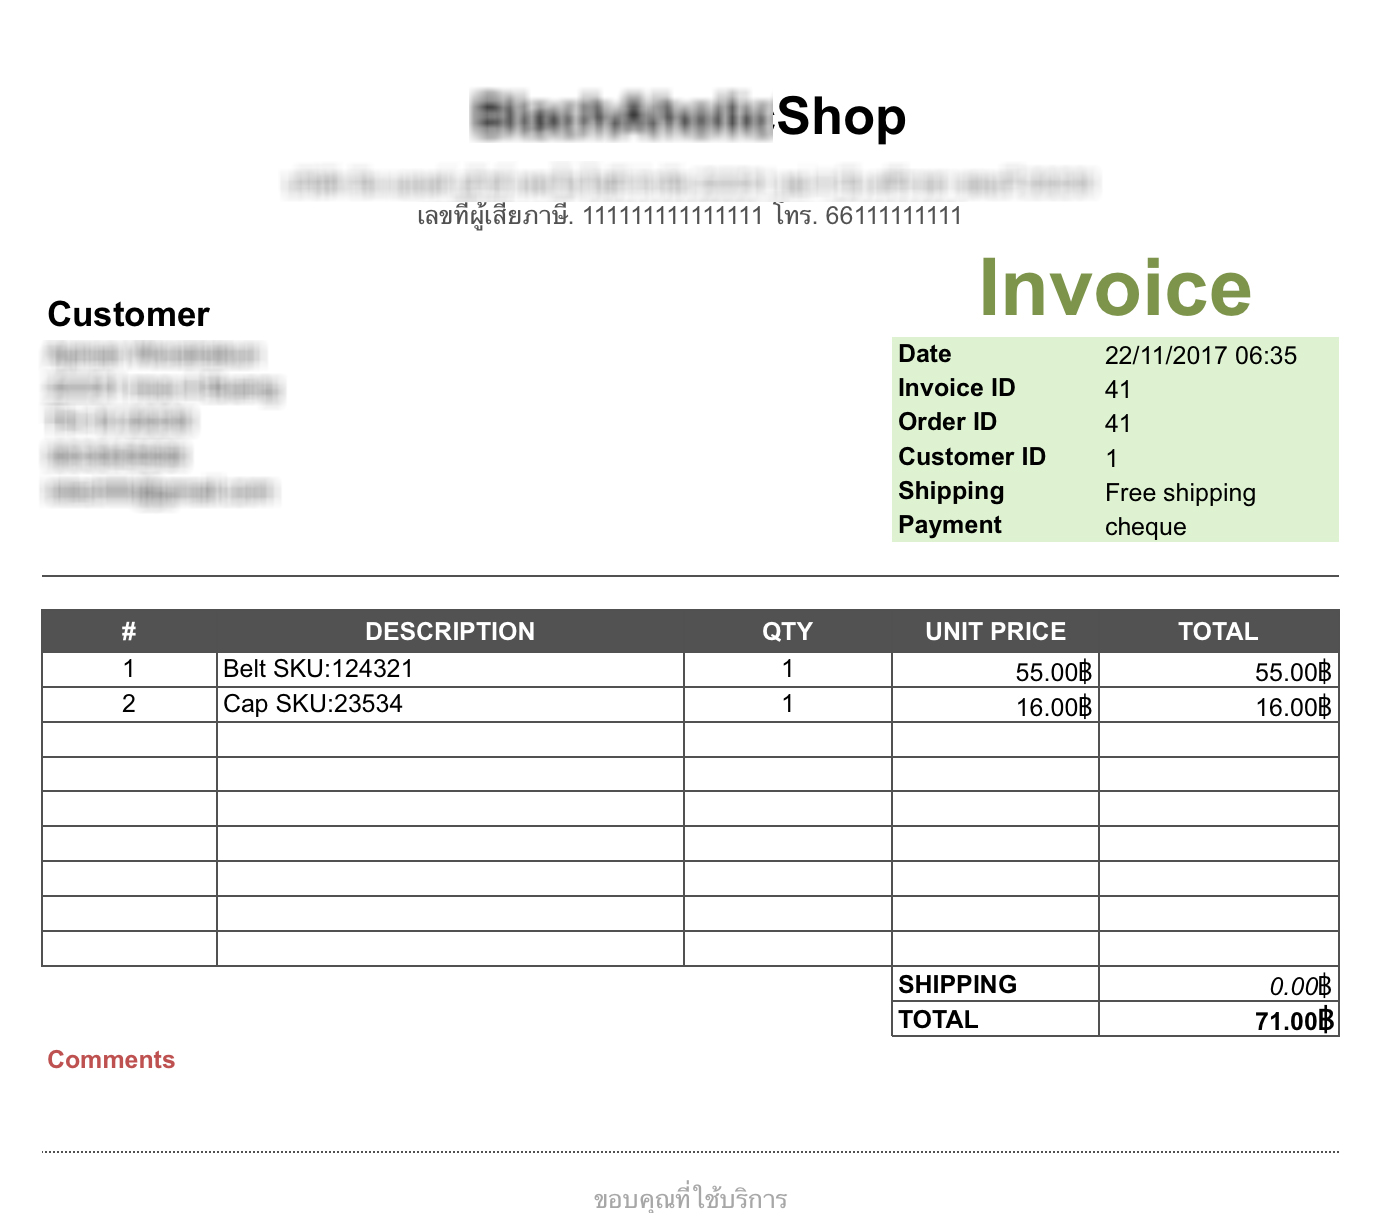 Shop
เลขที่ผู้เสียภาษี. 111111111111111 โทร. 66111111111
Invoice
Customer
Date 22/11/2017 06:35
Invoice ID 41
Order ID 41
Customer ID 1
Shipping Free shipping
Payment cheque
# DESCRIPTION QTY UNIT PRICE TOTAL
1 Belt SKU:124321 1 55.00฿ 55.00฿
2 Cap SKU:23534 1 16.00฿ 16.00฿
SHIPPING 0.00฿
TOTAL 71.00฿
Comments
ขอบคุณที่ใช้บริการ